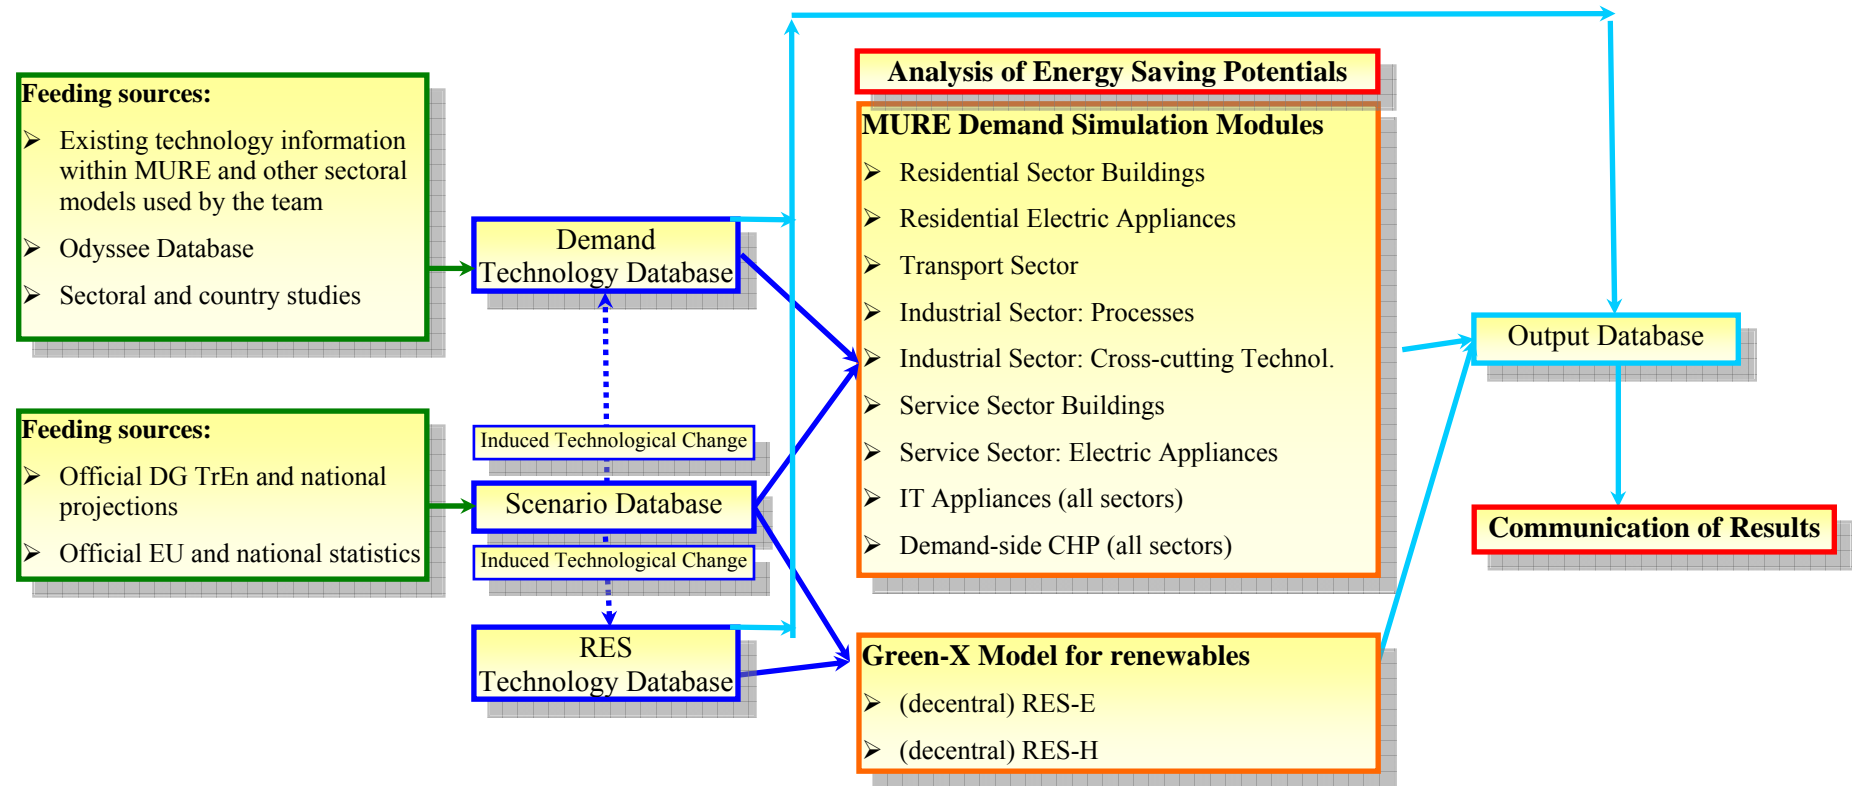 Feeding sources:
➢ Existing technology information
within MURE and other sectoral
models used by the team
➢ Odyssee Database
➢ Sectoral and country studies
Feeding sources:
➢ Official DG TrEn and national
projections
➢ Official EU and national statistics
Demand
Technology Database
Induced Technological Change
Scenario Database
Induced Technological Change
RES
Technology Database
Analysis of Energy Saving Potentials
MURE Demand Simulation Modules
➢ Residential Sector Buildings
➢ Residential Electric Appliances
➢ Transport Sector
➢ Industrial Sector: Processes
➢ Industrial Sector: Cross-cutting Technol.
➢ Service Sector Buildings
➢ Service Sector: Electric Appliances
➢ IT Appliances (all sectors)
➢ Demand-side CHP (all sectors)
Green-X Model for renewables
➢ (decentral) RES-E
➢ (decentral) RES-H
Output Database
Communication of Results